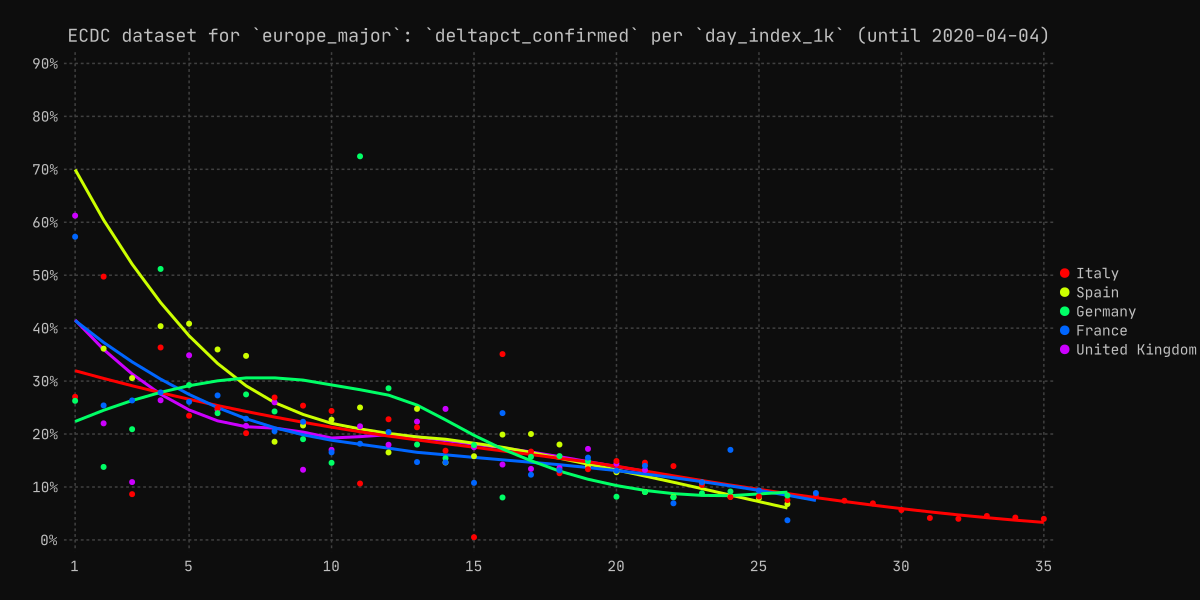 ECDC dataset for `europe_major`: `deltapct_confirmed` per `day_index_1k` (until 2020-04-04)
90%
80%
70%
60%
50%
40%
30%
20%
10%
0%
1 5 10 15 20 25 30 35
Italy
Spain
Germany
France
United Kingdom